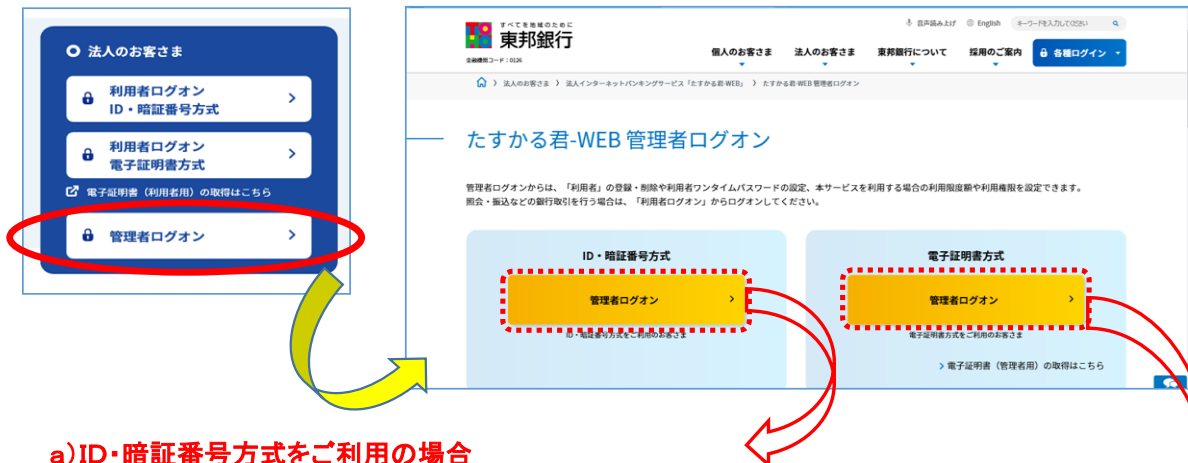 法人のお客さま
利用者ログオン
ID・暗証番号方式
利用者ログオン
電子証明書方式
電子証明書（利用者用）の取得はこちら
管理者ログオン
すべてを地域のために
東邦銀行
金融機関コード：0126
音声読み上げ English キーワードを入力してください
個人のお客さま 法人のお客さま 東邦銀行について 採用のご案内 各種ログイン
法人のお客さま 〉 法人インターネットバンキングサービス「たすかる君-WEB」 〉 たすかる君-WEB 管理者ログオン
たすかる君-WEB 管理者ログオン
管理者ログオンからは、「利用者」の登録・削除や利用者ワンタイムパスワードの設定、本サービスを利用する場合の利用限度額や利用権限を設定できます。
照会・振込などの銀行取引を行う場合は、「利用者ログオン」からログオンしてください。
ID・暗証番号方式
管理者ログオン
ID・暗証番号方式をご利用のお客さま
電子証明書方式
管理者ログオン
電子証明書方式をご利用のお客さま
電子証明書（管理者用）の取得はこちら
a)ID・暗証番号方式をご利用の場合